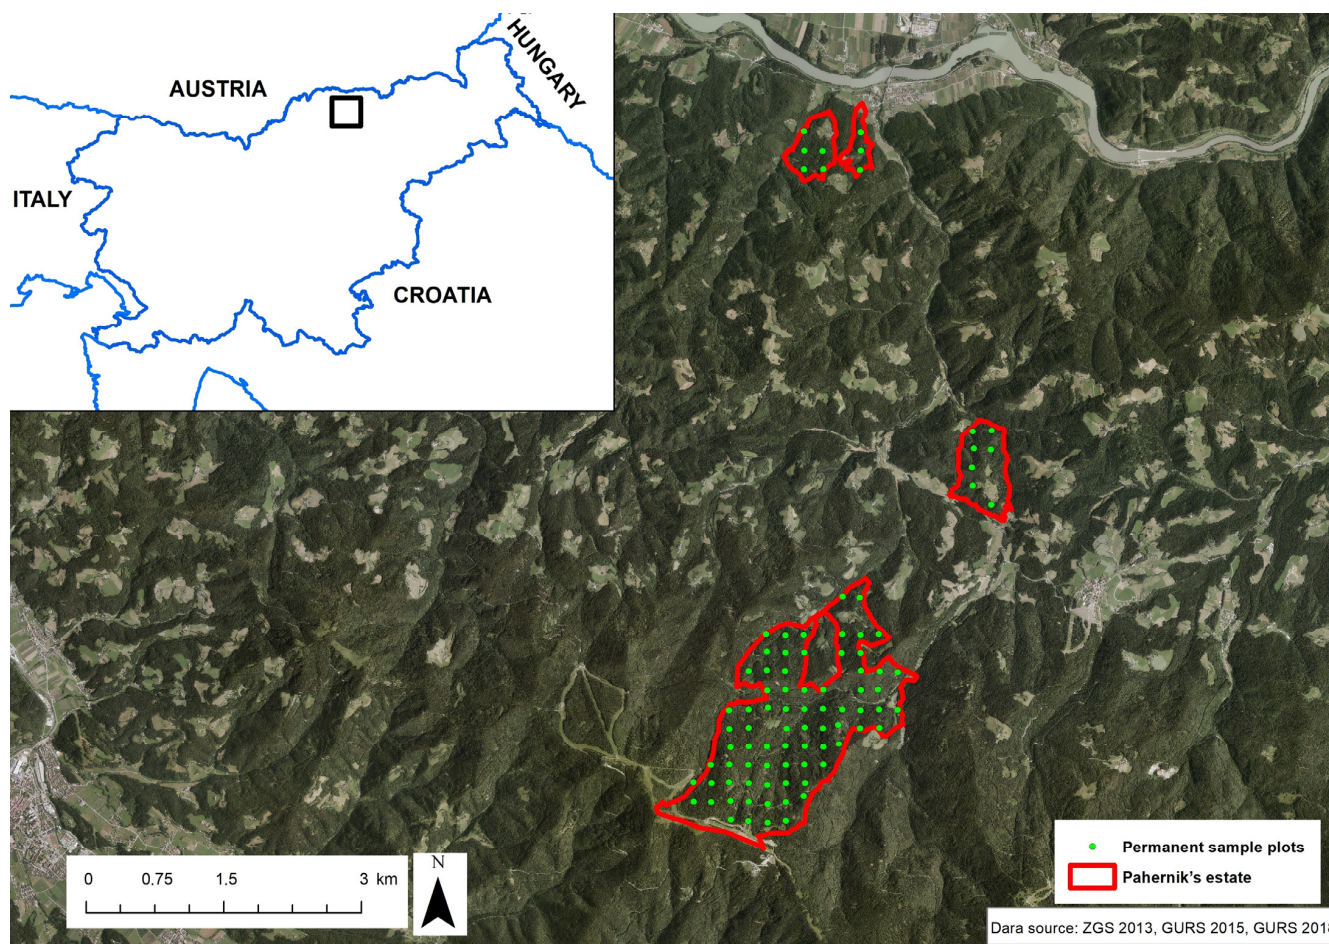 AUSTRIA
HUNGARY
ITALY
CROATIA
0 0,75 1.5 3 km
N
Permanent sample plots
Pahernik's estate
Dara source: ZGS 2013, GURS 2015, GURS 2018